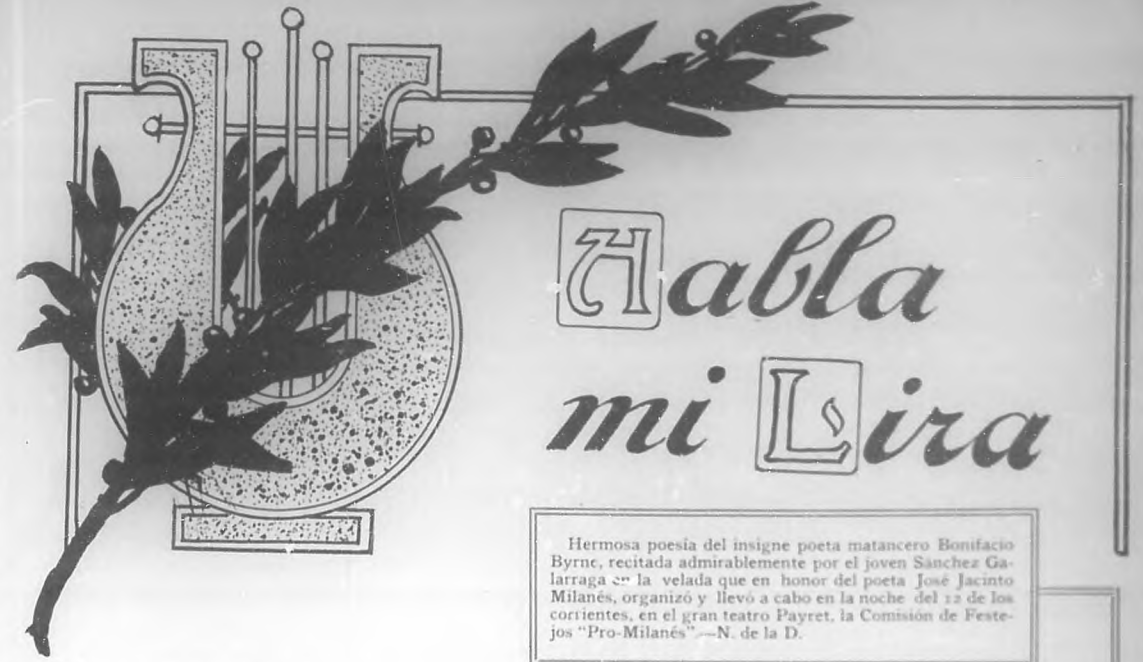 Habla
mi Lira
Hermosa poesía del insigne poeta matancero Bonifacio
Byrne, recitada admirablemente por el joven Sánchez Ga-
larraga en la velada que en honor del poeta José Jacinto
Milanés, organizó y llevó a cabo en la noche del 12 de los
corrientes, en el gran teatro Payret, la Comisión de Feste-
jos "Pro-Milanés".—N. de la D.